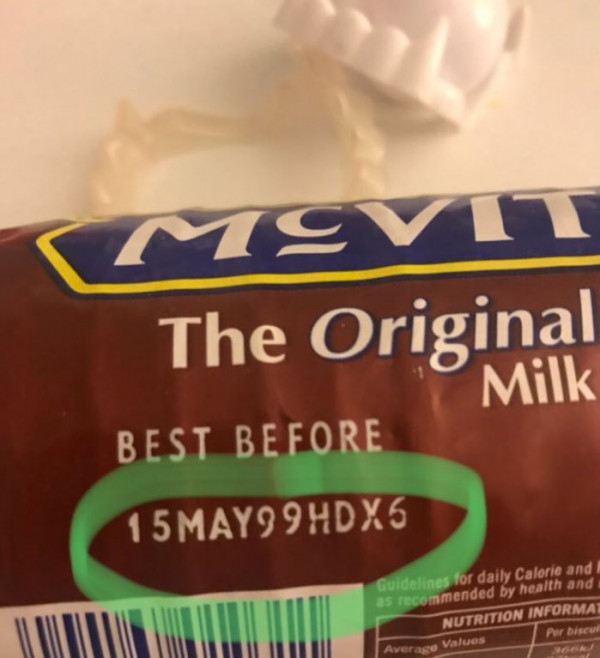 McVIT
The Original
Milk
BEST BEFORE
15MAY99HDX6
Guidelines for daily Calorie and
as recommended by health and
NUTRITION INFORMAT
Average Values
Per biscui